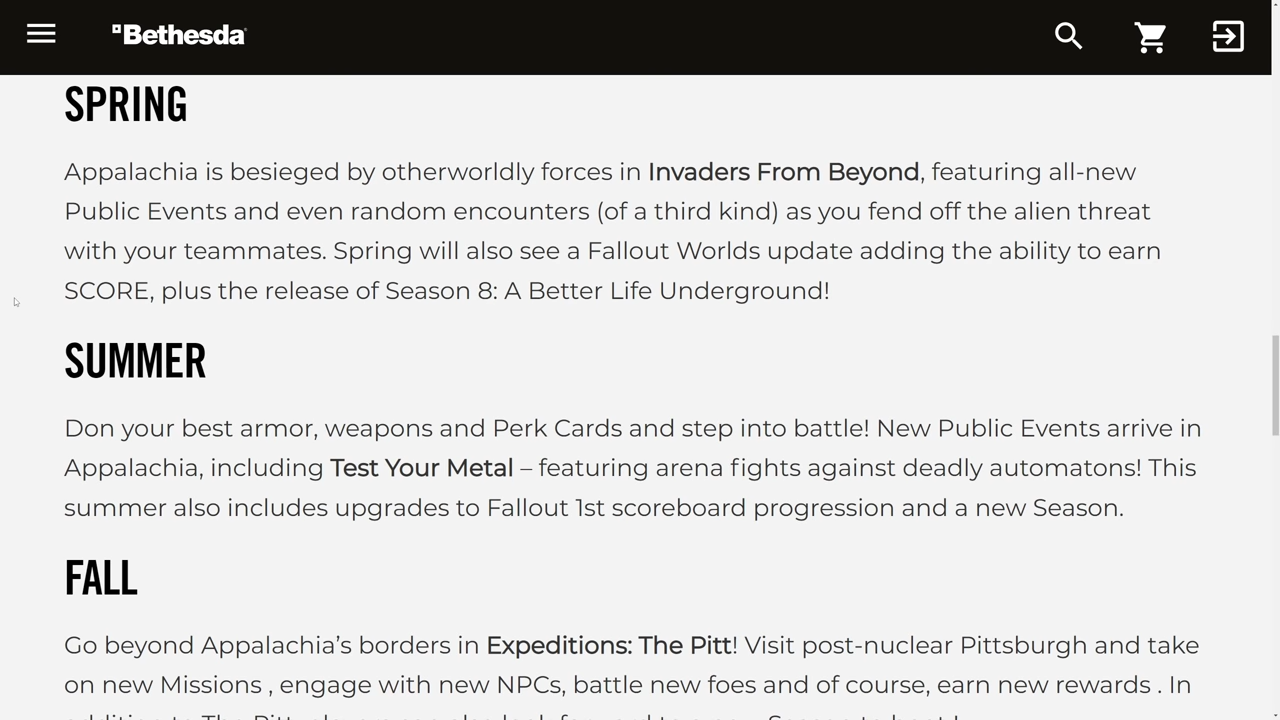 Bethesda
SPRING
Appalachia is besieged by otherworldly forces in Invaders From Beyond, featuring all-new
Public Events and even random encounters (of a third kind) as you fend off the alien threat
with your teammates. Spring will also see a Fallout Worlds update adding the ability to earn
SCORE, plus the release of Season 8: A Better Life Underground!
SUMMER
Don your best armor, weapons and Perk Cards and step into battle! New Public Events arrive in
Appalachia, including Test Your Metal – featuring arena fights against deadly automatons! This
summer also includes upgrades to Fallout 1st scoreboard progression and a new Season.
FALL
Go beyond Appalachia’s borders in Expeditions: The Pitt! Visit post-nuclear Pittsburgh and take
on new Missions , engage with new NPCs, battle new foes and of course, earn new rewards . In